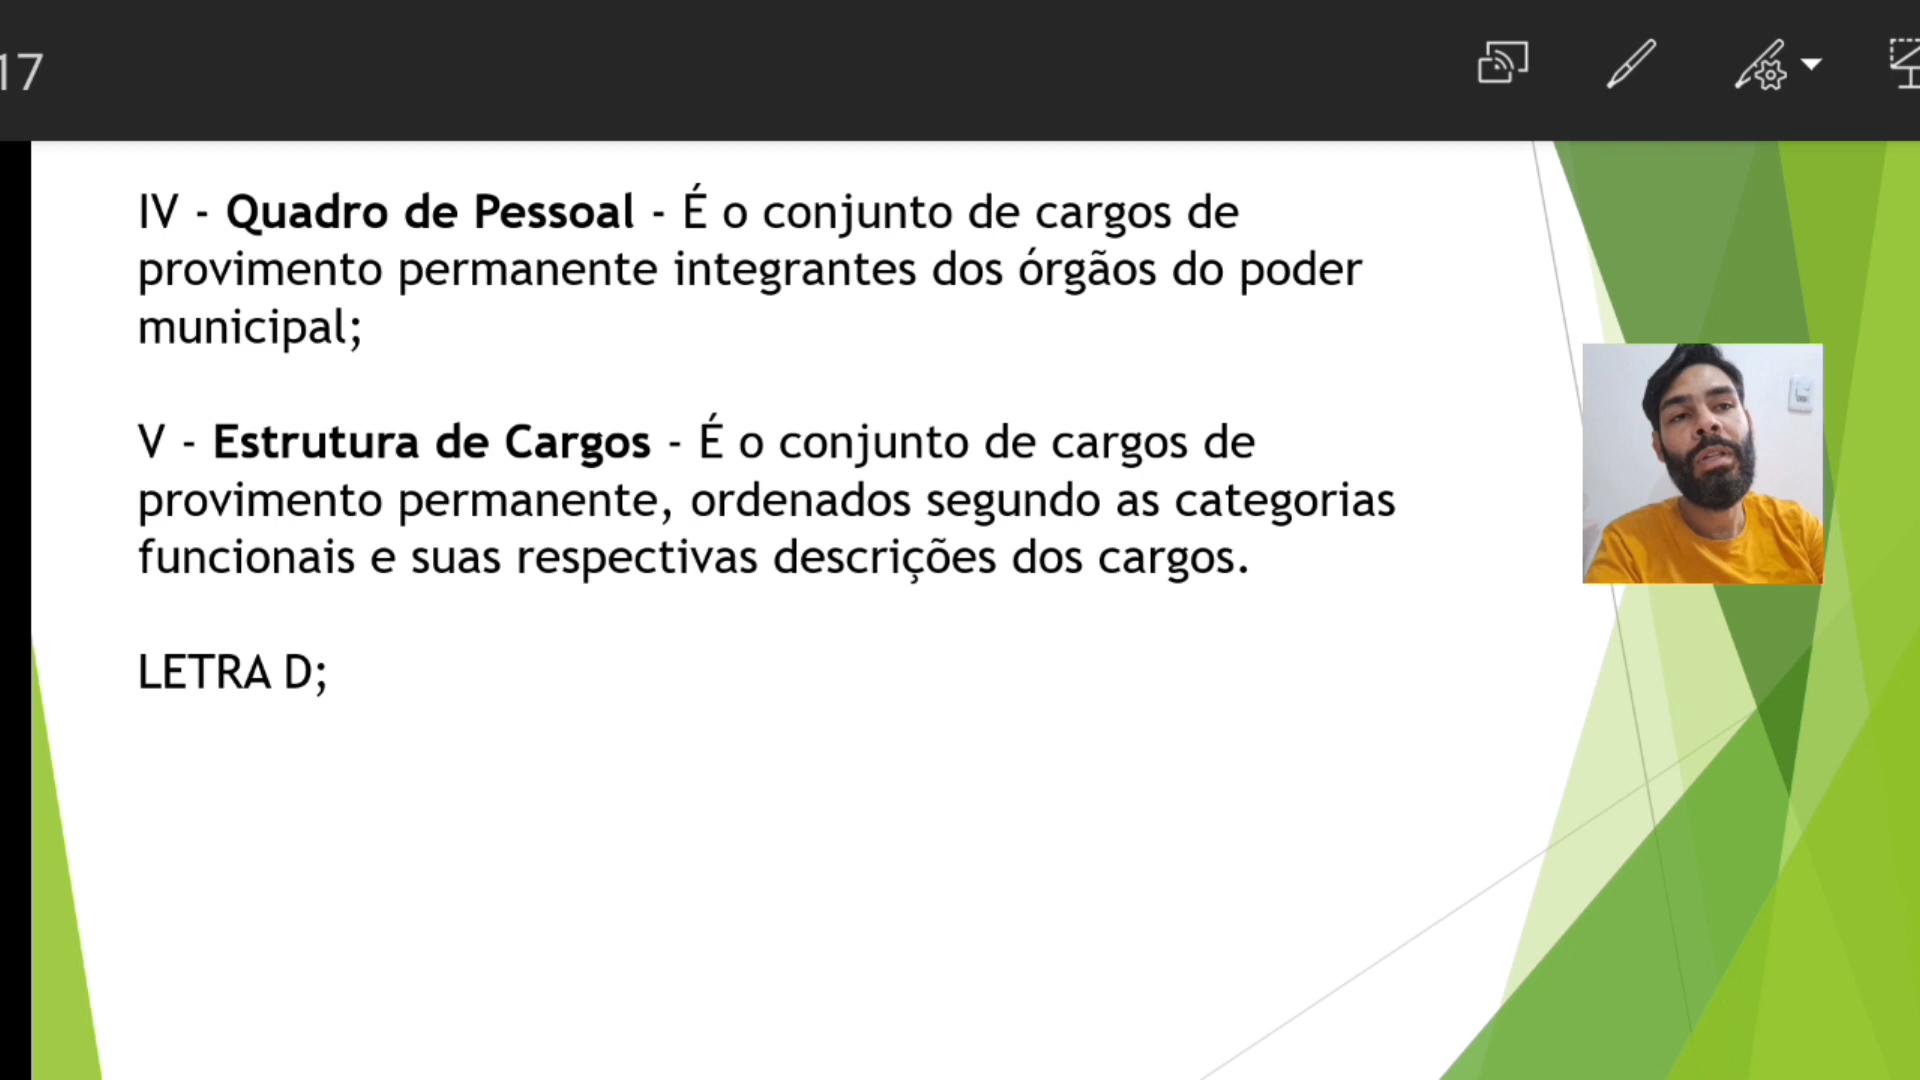 17
IV - Quadro de Pessoal - É o conjunto de cargos de
provimento permanente integrantes dos órgãos do poder
municipal;
V - Estrutura de Cargos - É o conjunto de cargos de
provimento permanente, ordenados segundo as categorias
funcionais e suas respectivas descrições dos cargos.
LETRA D;